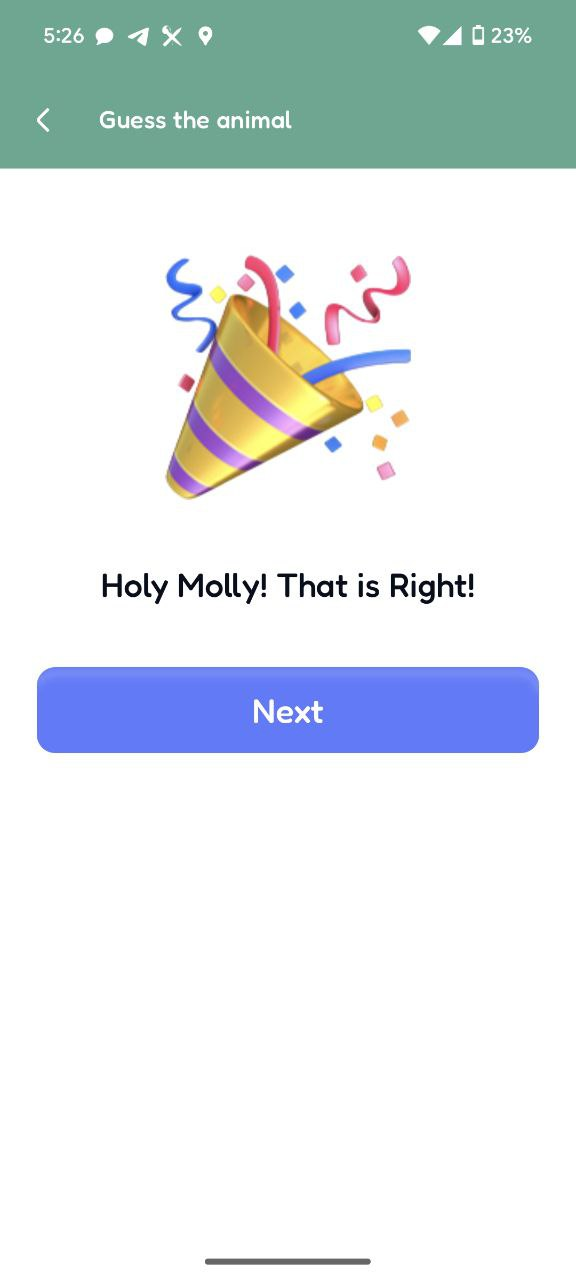 5:26 23%
Guess the animal
Holy Molly! That is Right!
Next